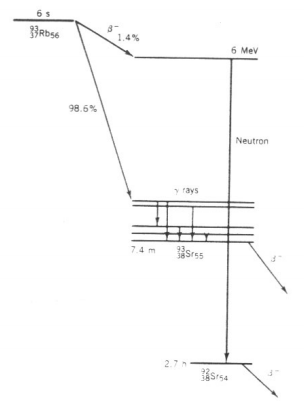 6 s
93
37Rb56
β⁻
1.4%
6 MeV
98.6%
Neutron
γ rays
7.4 m
93
38Sr55
β⁻
2.7 h
92
38Sr54
β⁻